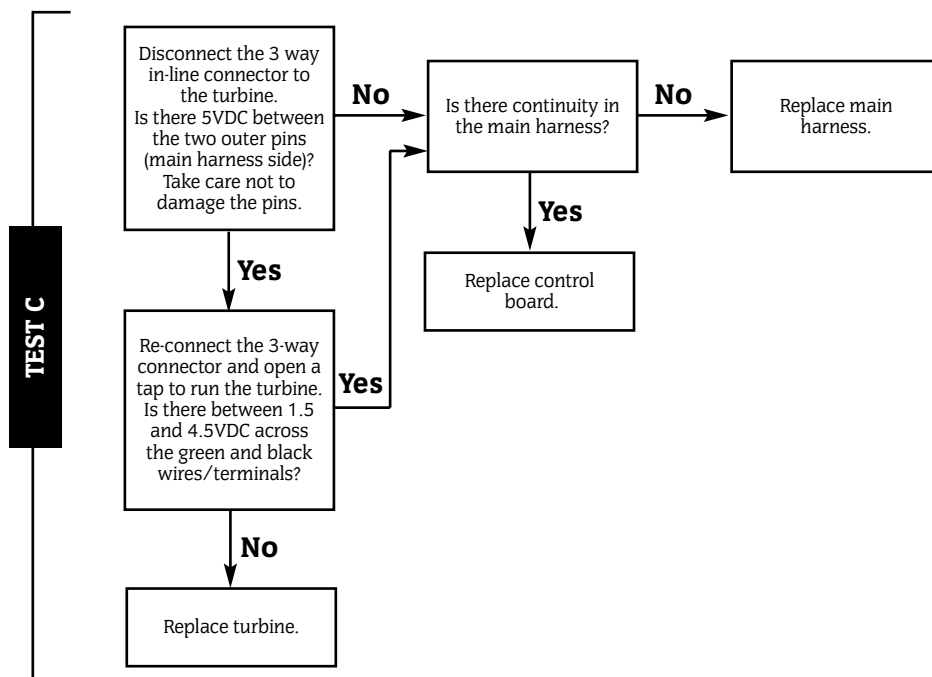 TEST C
Disconnect the 3 way
in-line connector to
the turbine.
Is there 5VDC between
the two outer pins
(main harness side)?
Take care not to
damage the pins.
No
Is there continuity in
the main harness?
No
Replace main
harness.
Yes
Replace control
board.
Yes
Re-connect the 3-way
connector and open a
tap to run the turbine.
Is there between 1.5
and 4.5VDC across
the green and black
wires/terminals?
Yes
No
Replace turbine.